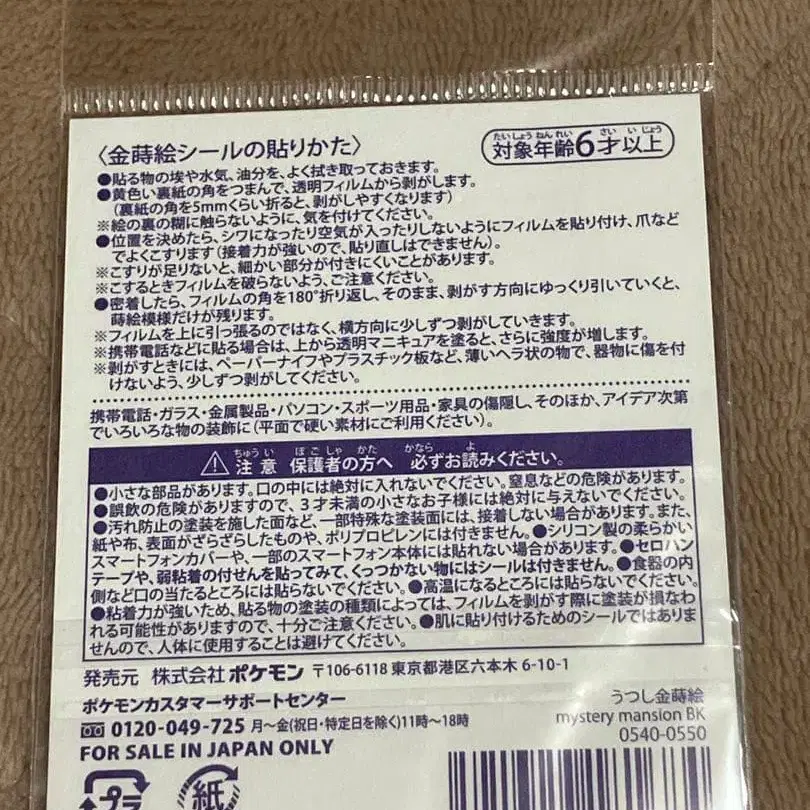 〈金蒔絵シールの貼りかた〉
対象年齢6才以上
たいしょうねんれい さい いじょう
●貼る物の埃や水気、油分を、よく拭き取っておきます。
●黄色い裏紙の角をつまんで、透明フィルムから剥がします。
(裏紙の角を5mmくらい折ると、剥がしやすくなります)
※絵の裏の糊に触らないように、気を付けてください。
●位置を決めたら、シワになったり空気が入ったりしないようにフィルムを貼り付け、爪など
でよくこすります(接着力が強いので、貼り直しはできません)。
※こすりが足りないと、細かい部分が付きにくいことがあります。
※こするときフィルムを破らないよう、ご注意ください。
●密着したら、フィルムの角を180°折り返し、そのまま、剥がす方向にゆっくり引いていくと、
蒔絵模様だけが残ります。
※フィルムを上に引っ張るのではなく、横方向に少しずつ剥がしていきます。
※携帯電話などに貼る場合は、上から透明マニキュアを塗ると、さらに強度が増します。
※剥がすときには、ペーパーナイフやプラスチック板など、薄いヘラ状の物で、器物に傷を付
けないよう、少しずつ剥がしてください。
携帯電話・ガラス・金属製品・パソコン・スポーツ用品・家具の傷隠し、そのほか、アイデア次第
でいろいろな物の装飾に(平面で硬い素材にご利用ください)。
ちゅうい ほごしゃ かた かなら よ
注意 保護者の方へ 必ずお読みください。
●小さな部品があります。口の中には絶対に入れないでください。窒息などの危険があります。
●誤飲の危険がありますので、3才未満の小さなお子様には絶対に与えないでください。
●汚れ防止の塗装を施した面など、一部特殊な塗装面には、接着しない場合があります。また、
紙や布、表面がざらざらしたものや、ポリプロピレンには付きません。●シリコン製の柔らかい
スマートフォンカバーや、一部のスマートフォン本体には貼れない場合があります。●セロハン
テープや、弱粘着の付せんを貼ってみて、くっつかない物にはシールは付きません。●食器の内
側など口の当たるところには貼らないでください。●高温になるところには貼らないでください。
●粘着力が強いため、貼る物の塗装の種類によっては、フィルムを剥がす際に塗装が損なわ
れる可能性がありますので、十分ご注意ください。●肌に貼り付けるためのシールではありま
せんので、人体に使用することは避けてください。
発売元 株式会社ポケモン 〒106-6118 東京都港区六本木 6-10-1
ポケモンカスタマーサポートセンター
0120-049-725 月〜金(祝日・特定日を除く)11時〜18時
FOR SALE IN JAPAN ONLY
うつし金蒔絵
mystery mansion BK
0540-0550
プラ
紙